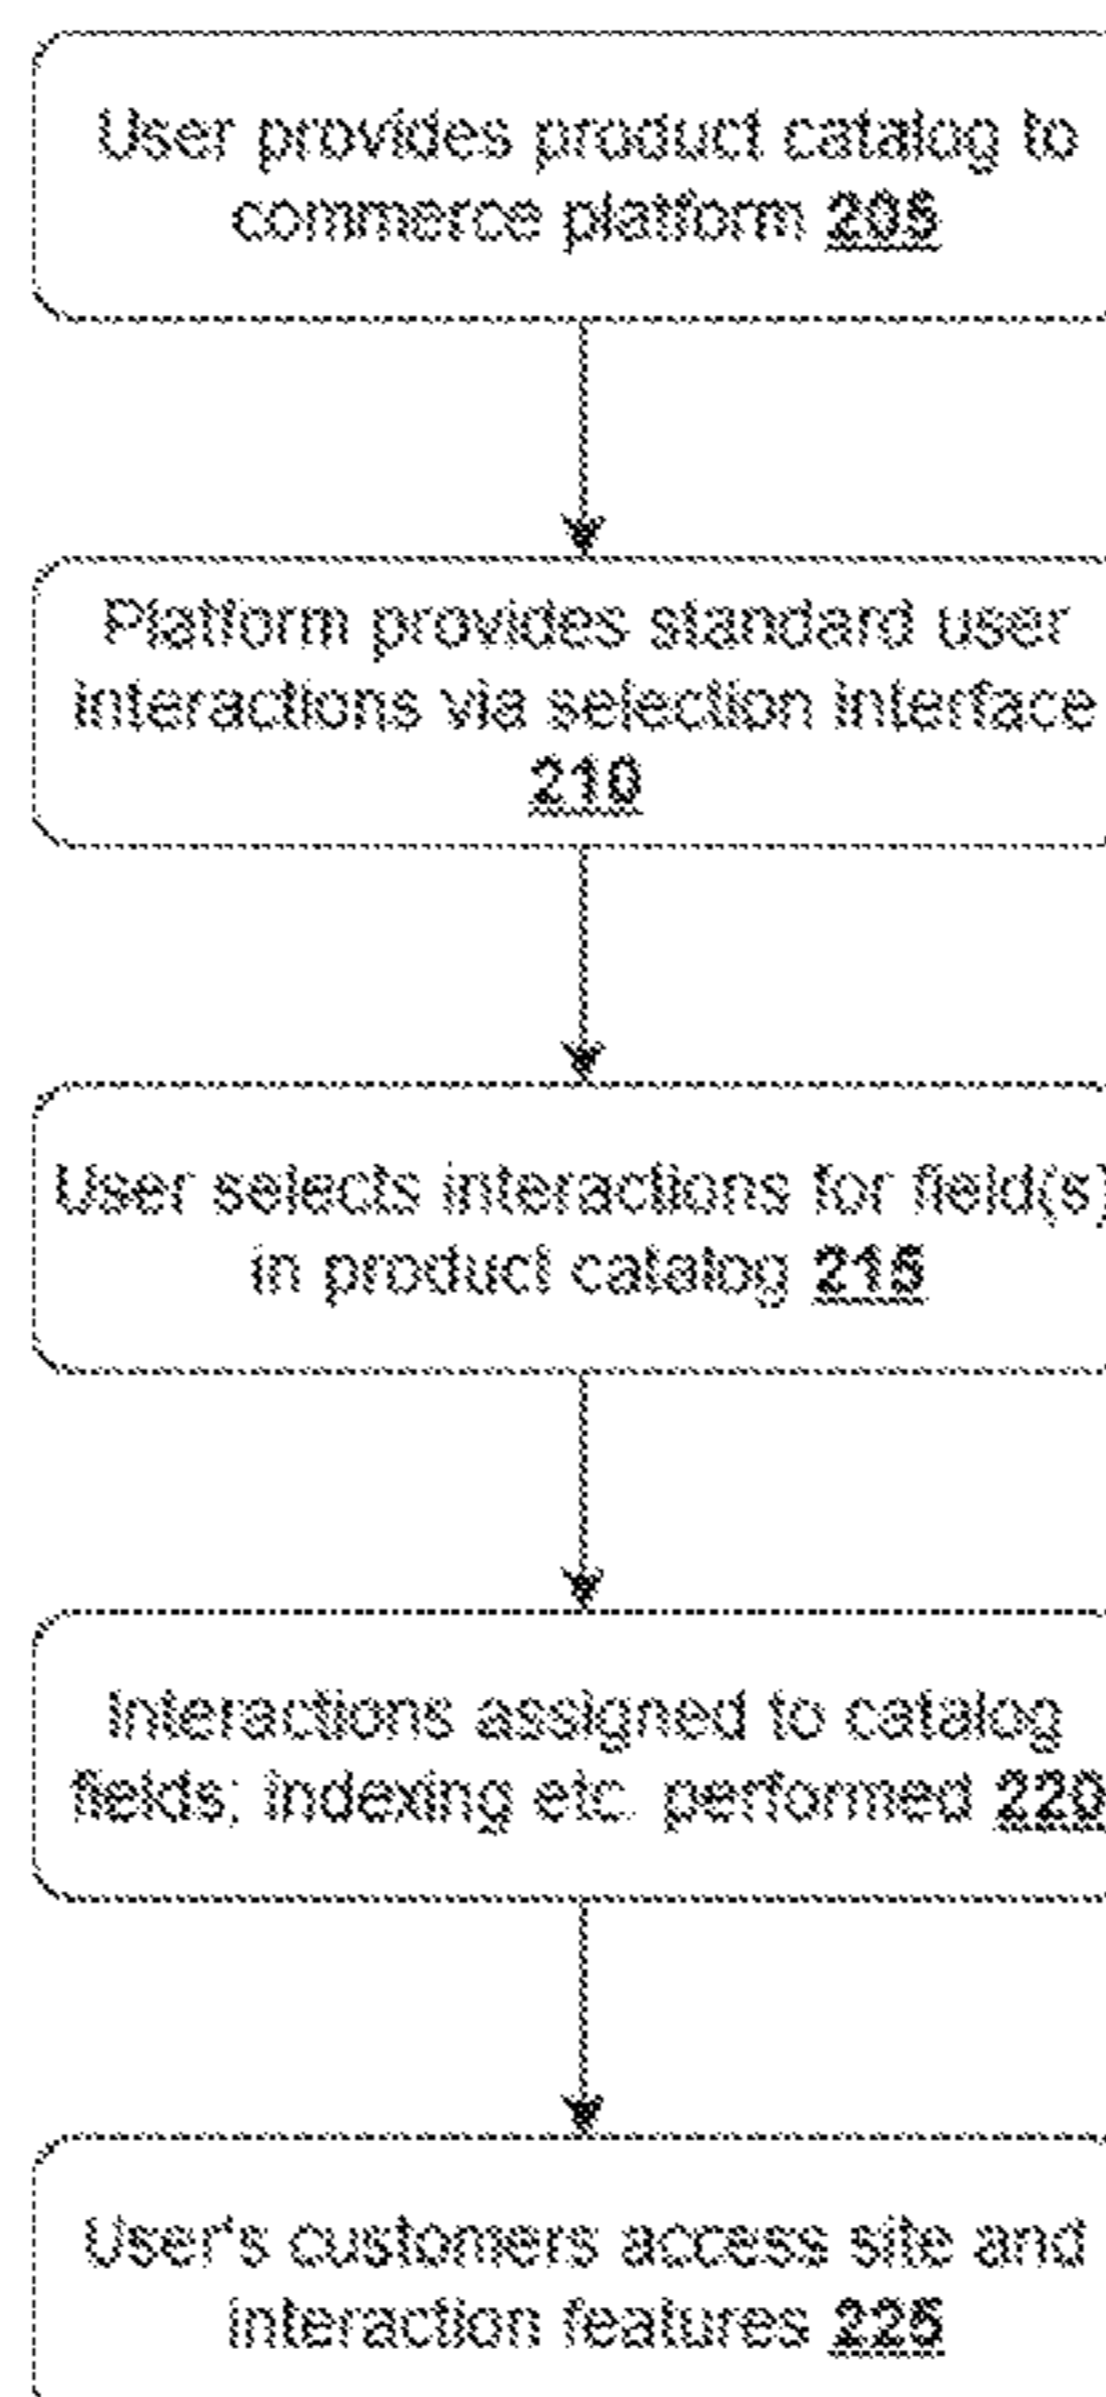 User provides product catalog to
commerce platform 205
Platform provides standard user
interactions via selection interface
210
User selects interactions for field(s)
in product catalog 215
Interactions assigned to catalog
fields; indexing etc. performed 220
User's customers access site and
interaction features 225